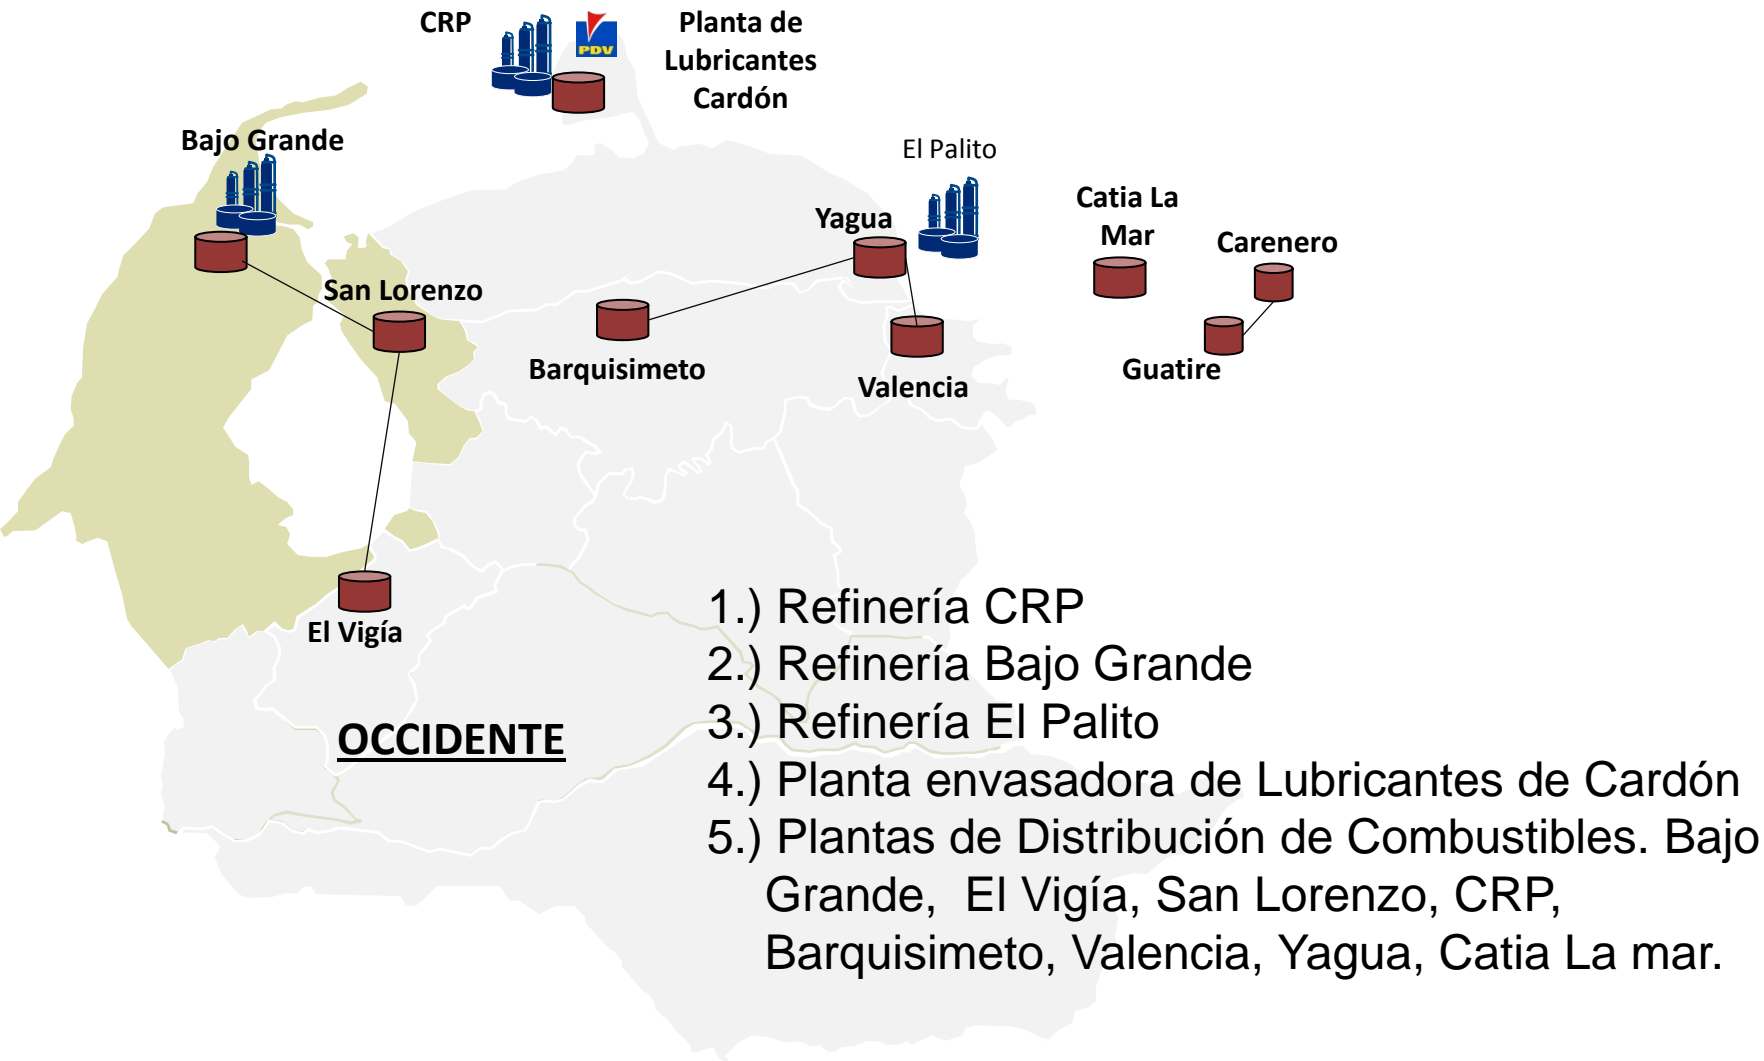 CRP
PDV
Planta de
Lubricantes
Cardón
Bajo Grande
El Palito
Catia La
Mar
Yagua
Carenero
San Lorenzo
Barquisimeto
Valencia
Guatire
El Vigía
OCCIDENTE
1.) Refinería CRP
2.) Refinería Bajo Grande
3.) Refinería El Palito
4.) Planta envasadora de Lubricantes de Cardón
5.) Plantas de Distribución de Combustibles. Bajo
Grande, El Vigía, San Lorenzo, CRP,
Barquisimeto, Valencia, Yagua, Catia La mar.